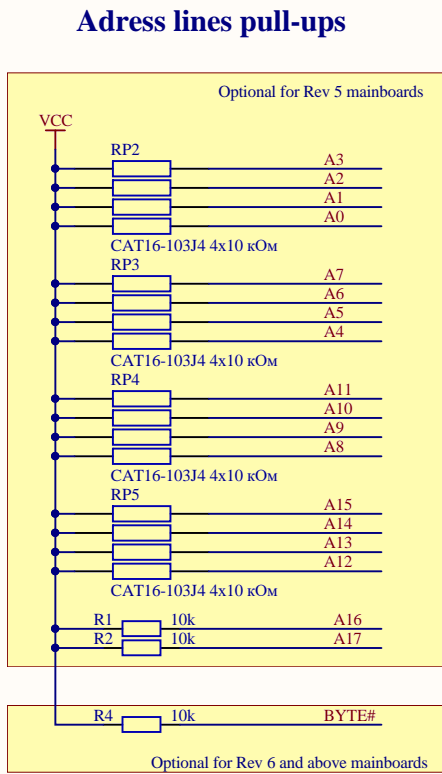 Adress lines pull-ups
Optional for Rev 5 mainboards
VCC
RP2
A3
A2
A1
A0
CAT16-103J4 4x10 кОм
RP3
A7
A6
A5
A4
CAT16-103J4 4x10 кОм
RP4
A11
A10
A9
A8
CAT16-103J4 4x10 кОм
RP5
A15
A14
A13
A12
CAT16-103J4 4x10 кОм
R1 10k A16
R2 10k A17
R4 10k BYTE#
Optional for Rev 6 and above mainboards